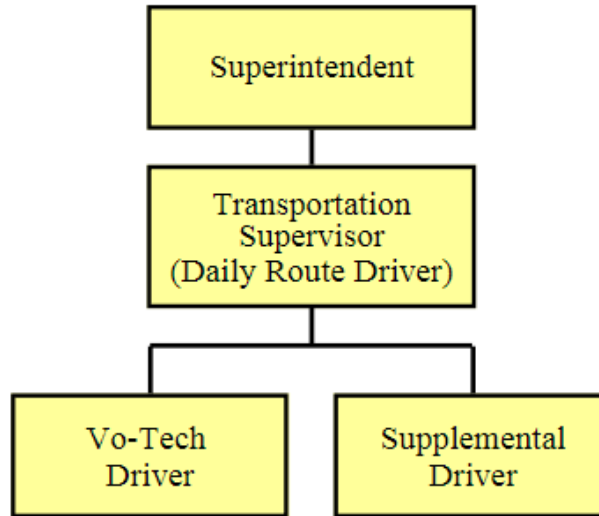 Superintendent
Transportation
Supervisor
(Daily Route Driver)
Vo-Tech
Driver
Supplemental
Driver